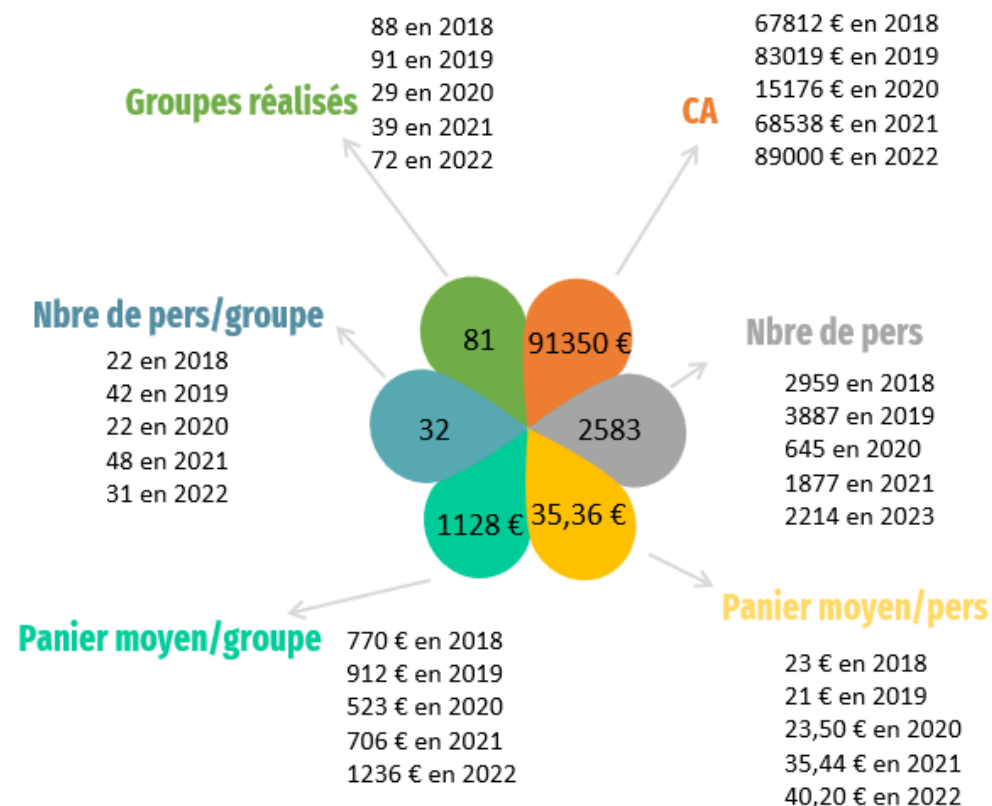 Groupes réalisés
88 en 2018
91 en 2019
29 en 2020
39 en 2021
72 en 2022
CA
67812 € en 2018
83019 € en 2019
15176 € en 2020
68538 € en 2021
89000 € en 2022
Nbre de pers/groupe
22 en 2018
42 en 2019
22 en 2020
48 en 2021
31 en 2022
81
91350 €
32
2583
1128 €
35,36 €
Nbre de pers
2959 en 2018
3887 en 2019
645 en 2020
1877 en 2021
2214 en 2023
Panier moyen/groupe
770 € en 2018
912 € en 2019
523 € en 2020
706 € en 2021
1236 € en 2022
Panier moyen/pers
23 € en 2018
21 € en 2019
23,50 € en 2020
35,44 € en 2021
40,20 € en 2022